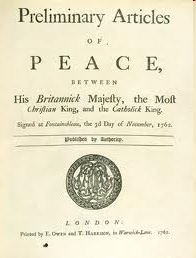 Preliminary Articles
OF
PEACE,
BETWEEN
His Britannick Majesty, the Most
Christian King, and the Catholick King.
Signed at Fontainebleau, the 3d Day of November, 1762.
Published by Authority.
LONDON:
Printed by E. OWEN and T. HARRISON, in Warwick-Lane. 1762.